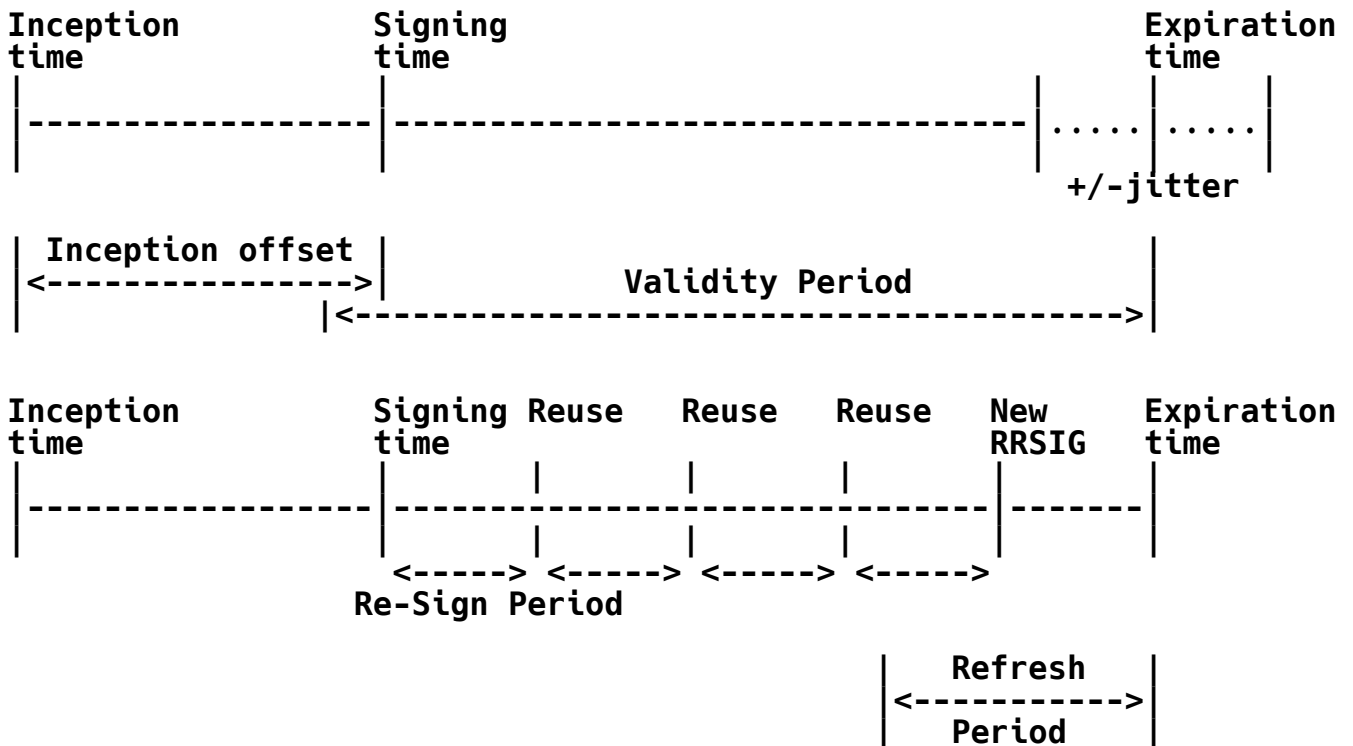 Inception Signing Expiration
time time time
| | | | |
|------------------|---------------------------------|.....|.....|
| | | | |
+/-jitter
| Inception offset | |
|<---------------->| Validity Period |
| |<---------------------------------------->|
Inception Signing Reuse Reuse Reuse New Expiration
time time RRSIG time
| | | | | | |
|------------------|-------------------------------|-------|
| | | | | | |
<-----> <-----> <-----> <----->
Re-Sign Period
| Refresh |
|<----------->|
| Period |